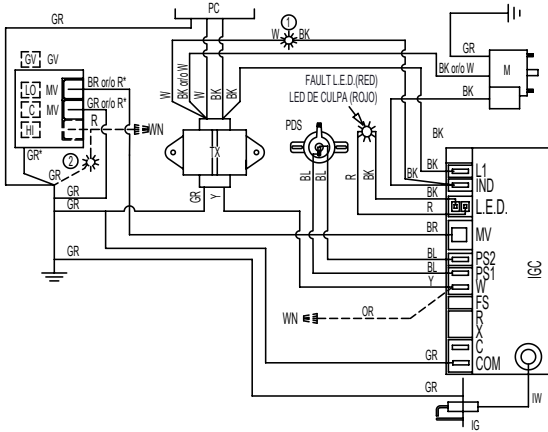 PC
GR
1
W
BK
GR
BK or/o W
M
BK
GV
GV
LO
MV
BR or/o R*
C
MV
GR or/o R*
HI
R
WN
W
BK or/o W
W
BK
BK
FAULT L.E.D.(RED)
LED DE CULPA (ROJO)
PDS
TX
BK
GR*
2
GR
GR
GR
GR
GR
Y
BL
BL
R
BK
BK
BK
L1
IND
BK
R
L.E.D.
BR
MV
BL
PS2
BL
PS1
Y
W
FS
R
X
C
GR
COM
IGC
WN
OR
GR
IW
IG